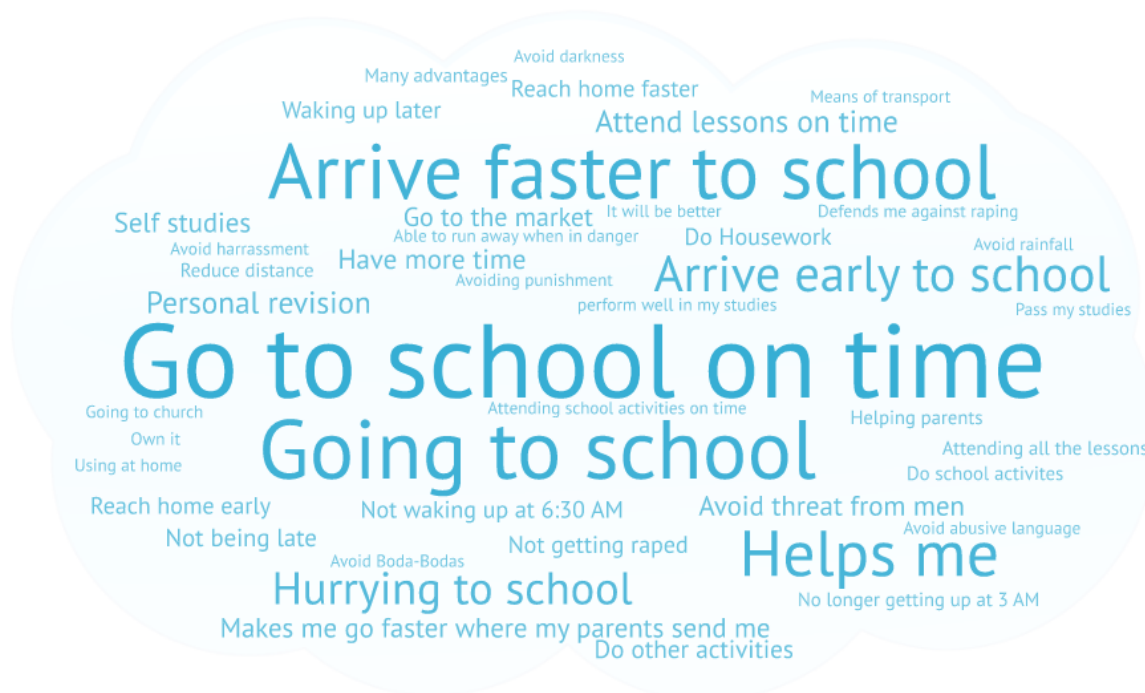 Avoid darkness
Many advantages
Reach home faster
Means of transport
Waking up later
Attend lessons on time
Arrive faster to school
Self studies
Go to the market
It will be better
Defends me against raping
Able to run away when in danger
Do Housework
Avoid harrassment
Avoid rainfall
Have more time
Reduce distance
Arrive early to school
Avoiding punishment
Personal revision
perform well in my studies
Pass my studies
Go to school on time
Going to church
Attending school activities on time
Helping parents
Own it
Going to school
Attending all the lessons
Using at home
Do school activites
Reach home early
Not waking up at 6:30 AM
Avoid threat from men
Avoid abusive language
Not being late
Not getting raped
Helps me
Avoid Boda-Bodas
Hurrying to school
No longer getting up at 3 AM
Makes me go faster where my parents send me
Do other activities